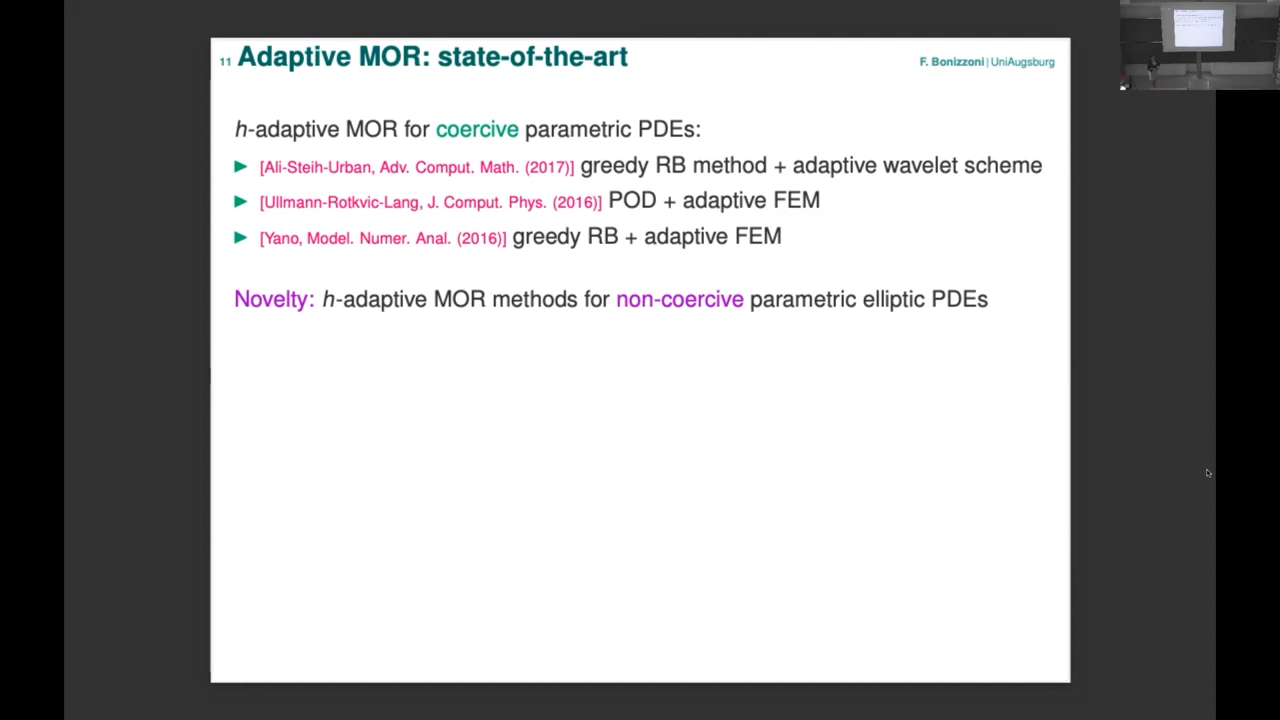 11 Adaptive MOR: state-of-the-art
F. Bonizzoni | UniAugsburg
h-adaptive MOR for coercive parametric PDEs:
► [Ali-Steih-Urban, Adv. Comput. Math. (2017)] greedy RB method + adaptive wavelet scheme
► [Ullmann-Rotkvic-Lang, J. Comput. Phys. (2016)] POD + adaptive FEM
► [Yano, Model. Numer. Anal. (2016)] greedy RB + adaptive FEM
Novelty: h-adaptive MOR methods for non-coercive parametric elliptic PDEs